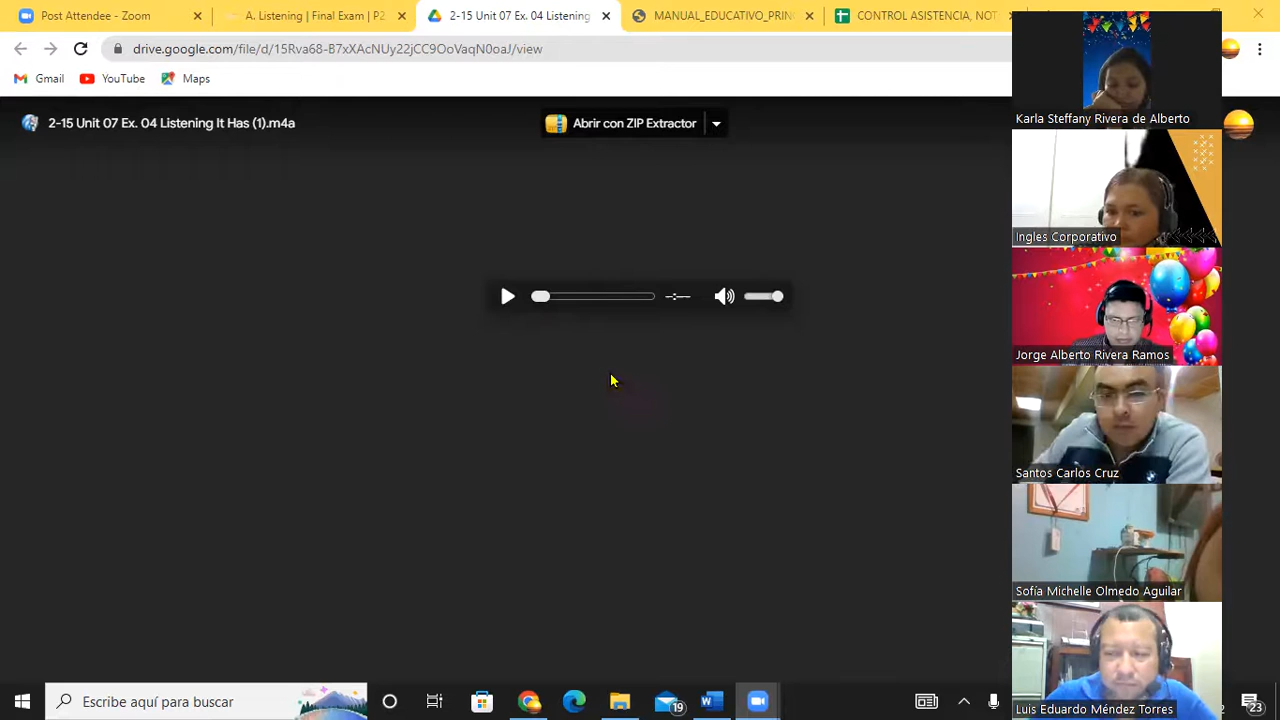 Post Attendee - Zoom
A. Listening | Final Exam | P
2-15 Unit 07 Ex. 04 Listening
MANUAL_EDUCATIVO_PRIN
CONTROL ASISTENCIA, NOT
drive.google.com/file/d/15Rva68-B7xXAcNUy22jCC9OoVaqN0oaJ/view
Gmail
YouTube
Maps
2-15 Unit 07 Ex. 04 Listening It Has (1).m4a
Abrir con ZIP Extractor
Karla Steffany Rivera de Alberto
Ingles Corporativo
Jorge Alberto Rivera Ramos
Santos Carlos Cruz
Sofía Michelle Olmedo Aguilar
Luis Eduardo Méndez Torres
Escribe aquí para buscar
19
23